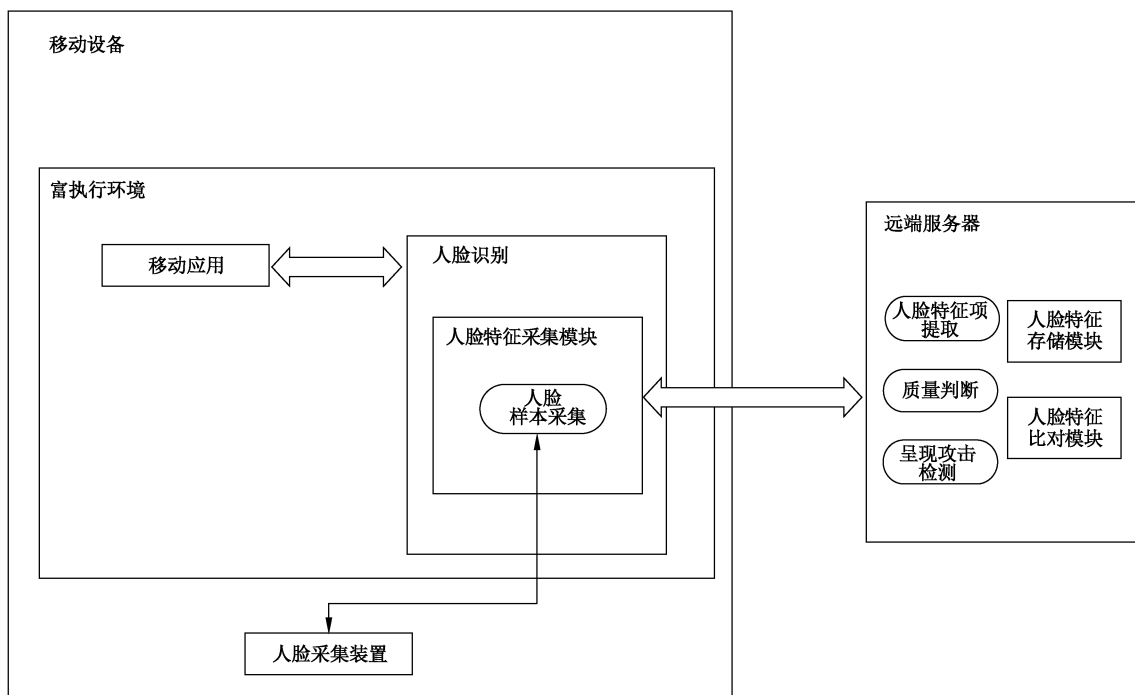 移动设备
富执行环境
移动应用
人脸识别
人脸特征采集模块
人脸
样本采集
人脸采集装置
远端服务器
人脸特征项
提取
质量判断
呈现攻击
检测
人脸特征
存储模块
人脸特征
比对模块